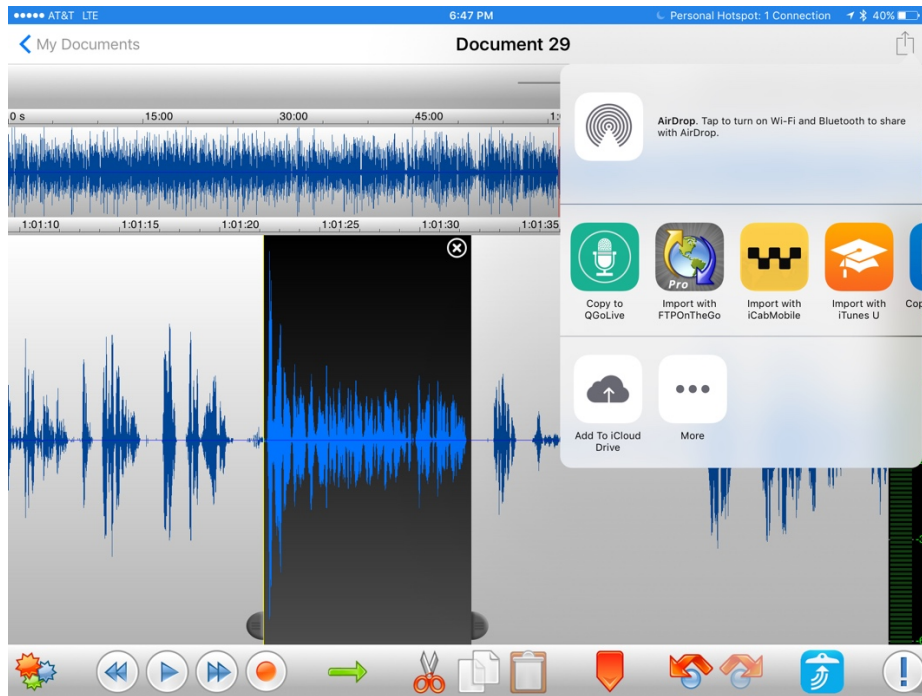 AT&T LTE
6:47 PM
Personal Hotspot: 1 Connection
40%
My Documents
Document 29
0 s
15:00
30:00
45:00
1:01:10
1:01:15
1:01:20
1:01:25
1:01:30
1:01:35
AirDrop. Tap to turn on Wi-Fi and Bluetooth to share
with AirDrop.
Pro
Copy to
QGoLive
Import with
FTPOnTheGo
Import with
iCabMobile
Import with
iTunes U
Add To iCloud
Drive
More